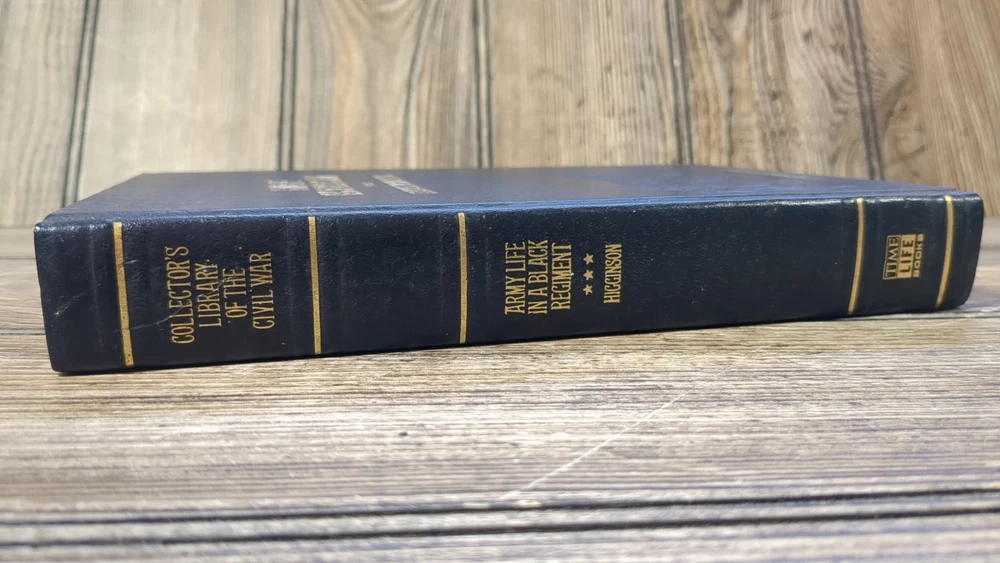 COLLECTOR'S
LIBRARY
OF THE
CIVIL WAR
ARMY LIFE
IN A BLACK
REGIMENT
★ ★ ★
HIGGINSON
TIME
LIFE
BOOKS